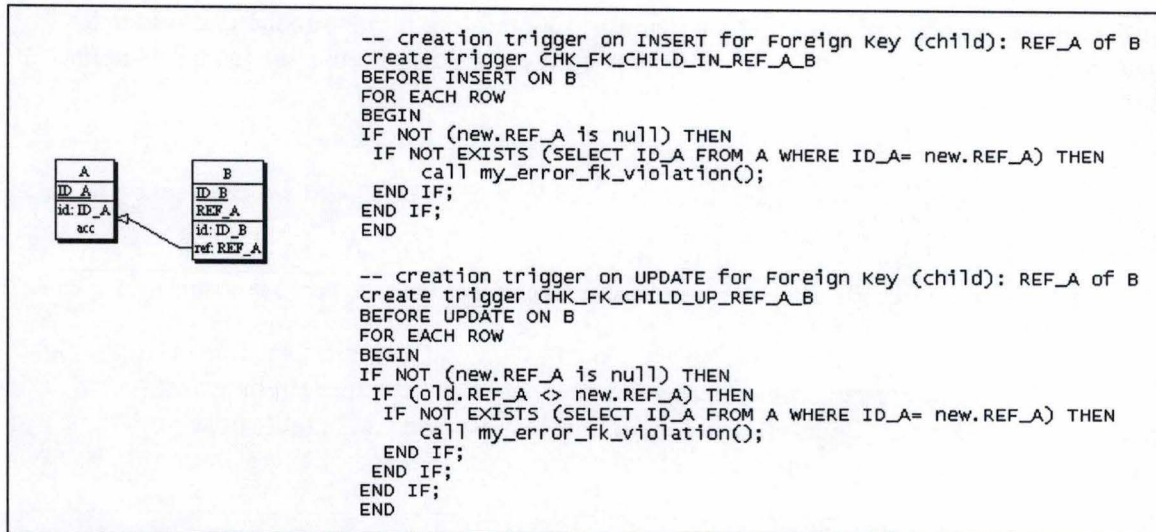 A
ID_A
id: ID_A
acc
B
ID_B
REF_A
id: ID_B
ref: REF_A
-- creation trigger on INSERT for Foreign Key (child): REF_A of B
create trigger CHK_FK_CHILD_IN_REF_A_B
BEFORE INSERT ON B
FOR EACH ROW
BEGIN
IF NOT (new.REF_A is null) THEN
IF NOT EXISTS (SELECT ID_A FROM A WHERE ID_A= new.REF_A) THEN
call my_error_fk_violation();
END IF;
END IF;
END
-- creation trigger on UPDATE for Foreign Key (child): REF_A of B
create trigger CHK_FK_CHILD_UP_REF_A_B
BEFORE UPDATE ON B
FOR EACH ROW
BEGIN
IF NOT (new.REF_A is null) THEN
IF (old.REF_A <> new.REF_A) THEN
IF NOT EXISTS (SELECT ID_A FROM A WHERE ID_A= new.REF_A) THEN
call my_error_fk_violation();
END IF;
END IF;
END IF;
END